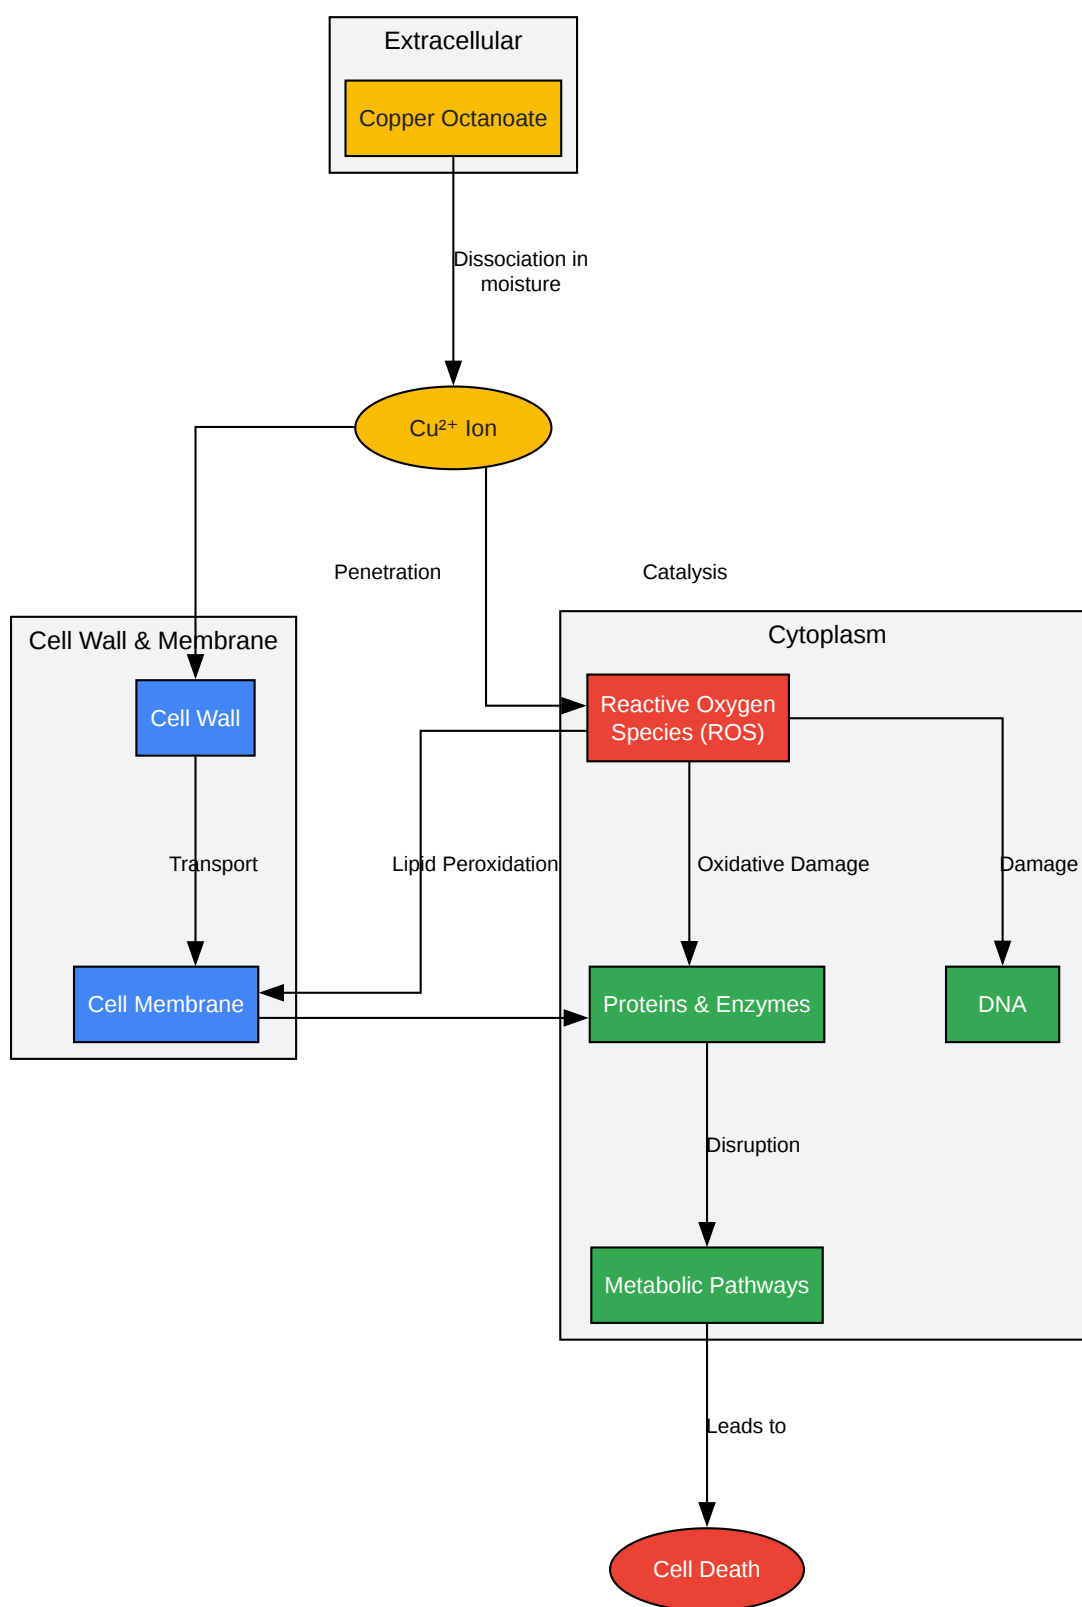 Extracellular
Copper Octanoate
Dissociation in
moisture
Cu²⁺ Ion
Penetration
Catalysis
Cell Wall & Membrane
Cytoplasm
Cell Wall
Reactive Oxygen
Species (ROS)
Transport
Lipid Peroxidation
Oxidative Damage
Damage
Cell Membrane
Proteins & Enzymes
DNA
Disruption
Metabolic Pathways
Leads to
Cell Death